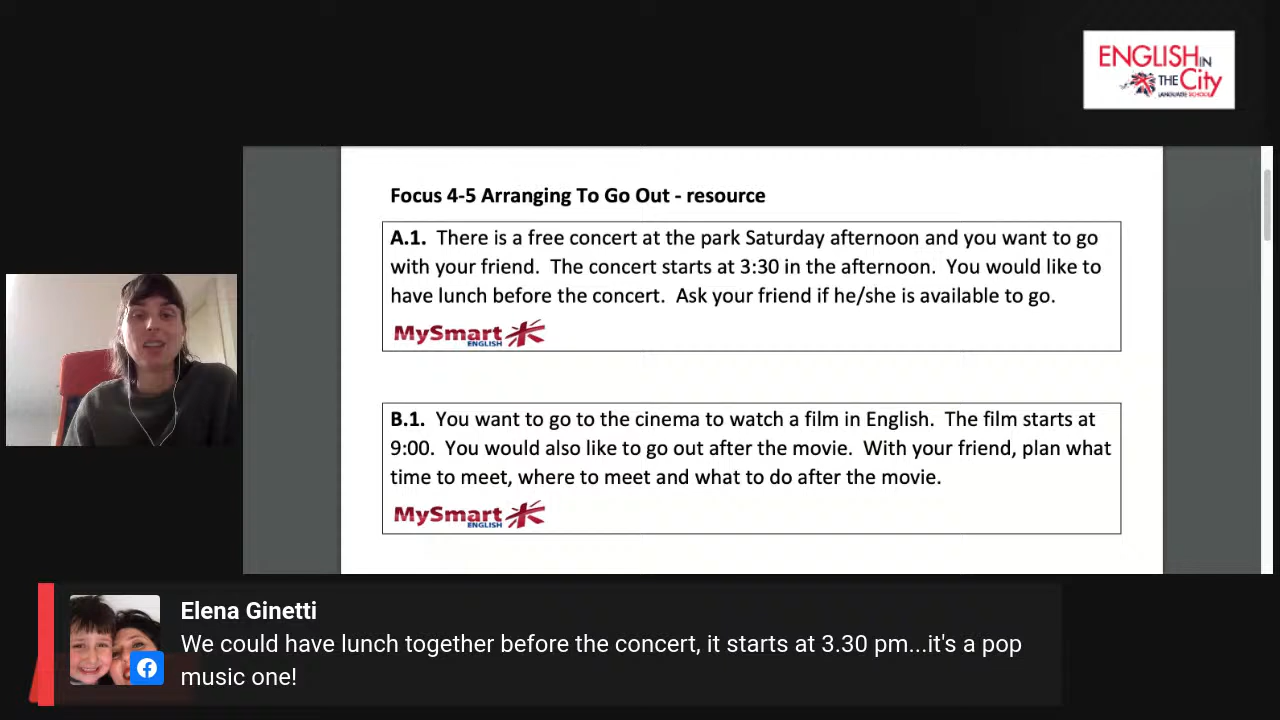 ENGLISH IN
THE City
LANGUAGE SCHOOL
Focus 4-5 Arranging To Go Out - resource
A.1. There is a free concert at the park Saturday afternoon and you want to go
with your friend. The concert starts at 3:30 in the afternoon. You would like to
have lunch before the concert. Ask your friend if he/she is available to go.
MySmart
ENGLISH
B.1. You want to go to the cinema to watch a film in English. The film starts at
9:00. You would also like to go out after the movie. With your friend, plan what
time to meet, where to meet and what to do after the movie.
MySmart
ENGLISH
Elena Ginetti
We could have lunch together before the concert, it starts at 3.30 pm...it's a pop
music one!